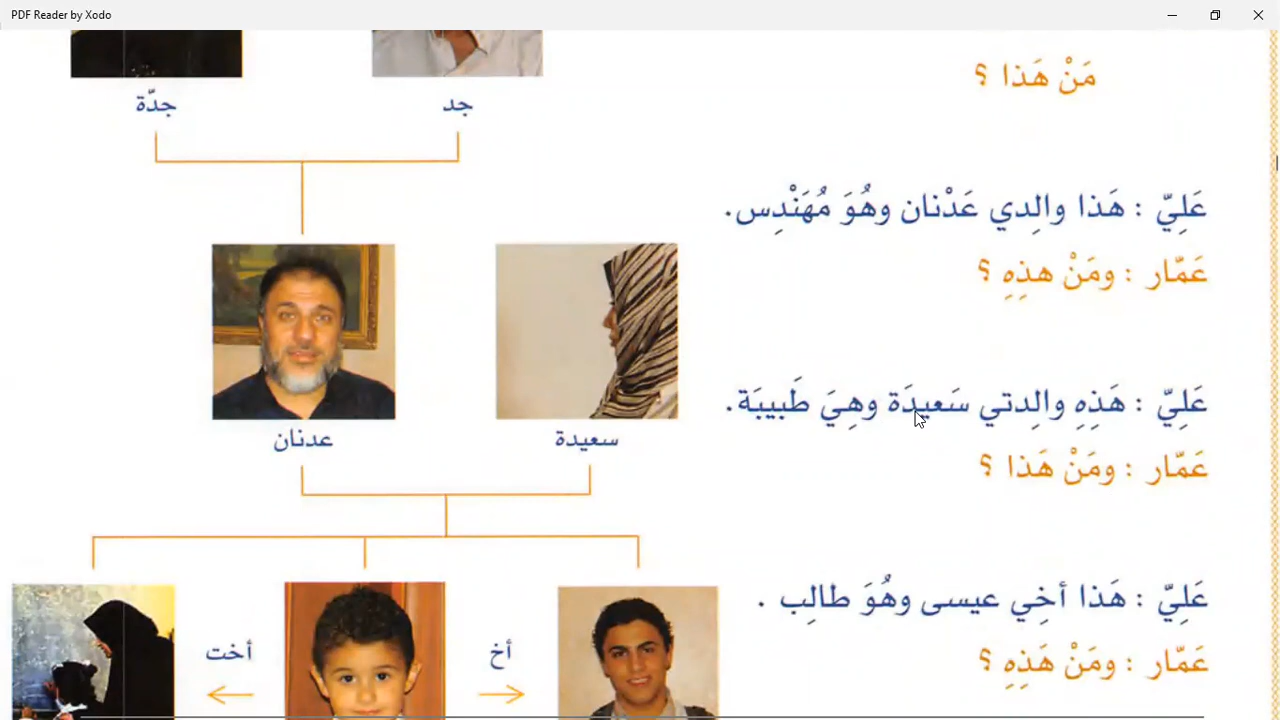 PDF Reader by Xodo
مَنْ هَذا ؟
جدّة
جد
عَلِيّ : هَذا والِدي عَدْنان وهُوَ مُهَنْدِس.
عَمّار : ومَنْ هذِهِ ؟
عَلِيّ : هَذِهِ والِدتي سَعيدَة وهِيَ طَبيبَة.
عَمّار : ومَنْ هَذا ؟
سعيدة
عدنان
عَلِيّ : هَذا أخِي عيسى وهُوَ طالِب .
عَمّار : ومَنْ هَذِهِ ؟
أخ
أخت